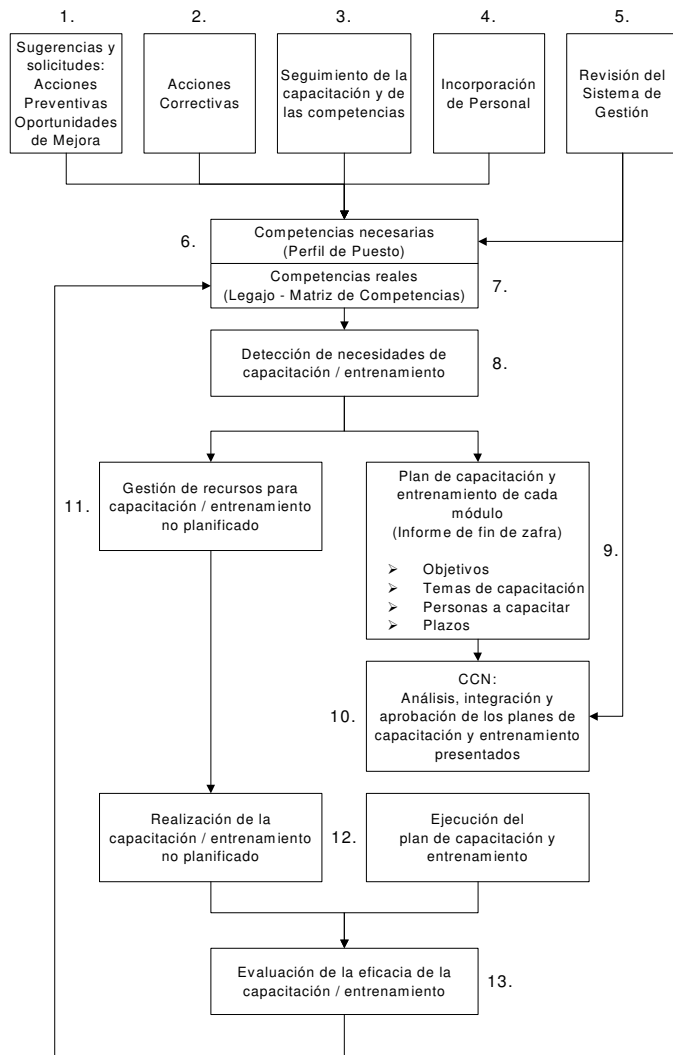 1.
2.
3.
4.
5.
Sugerencias y
solicitudes:
Acciones
Preventivas
Oportunidades
de Mejora
Acciones
Correctivas
Seguimiento de la
capacitación y de
las competencias
Incorporación
de Personal
Revisión del
Sistema de
Gestión
6.
Competencias necesarias
(Perfil de Puesto)
Competencias reales
(Legajo - Matriz de Competencias)
7.
Detección de necesidades de
capacitación / entrenamiento
8.
11.
Gestión de recursos para
capacitación / entrenamiento
no planificado
Plan de capacitación y
entrenamiento de cada
módulo
(Informe de fin de zafra)
➢ Objetivos
➢ Temas de capacitación
➢ Personas a capacitar
➢ Plazos
9.
10.
CCN:
Análisis, integración y
aprobación de los planes de
capacitación y entrenamiento
presentados
Realización de la
capacitación / entrenamiento
no planificado
12.
Ejecución del
plan de capacitación y
entrenamiento
Evaluación de la eficacia de la
capacitación / entrenamiento
13.